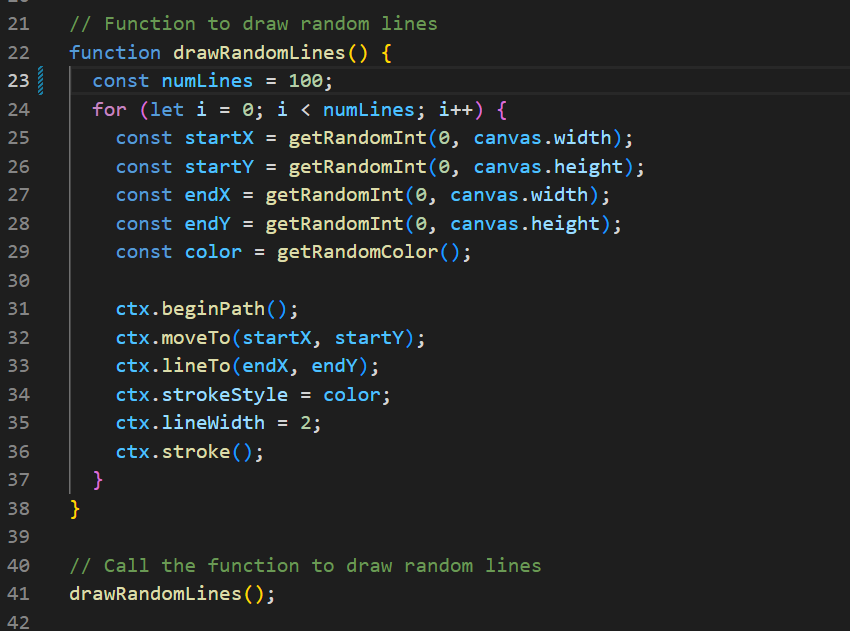 21 // Function to draw random lines
22 function drawRandomLines() {
23   const numLines = 100;
24   for (let i = 0; i < numLines; i++) {
25     const startX = getRandomInt(0, canvas.width);
26     const startY = getRandomInt(0, canvas.height);
27     const endX = getRandomInt(0, canvas.width);
28     const endY = getRandomInt(0, canvas.height);
29     const color = getRandomColor();
30
31     ctx.beginPath();
32     ctx.moveTo(startX, startY);
33     ctx.lineTo(endX, endY);
34     ctx.strokeStyle = color;
35     ctx.lineWidth = 2;
36     ctx.stroke();
37   }
38 }
39
40 // Call the function to draw random lines
41 drawRandomLines();
42